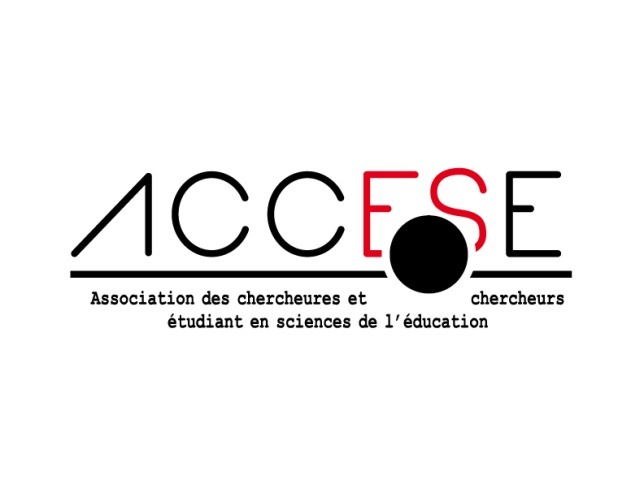 ACCESE
Association des chercheures et chercheurs
étudiant en sciences de l'éducation